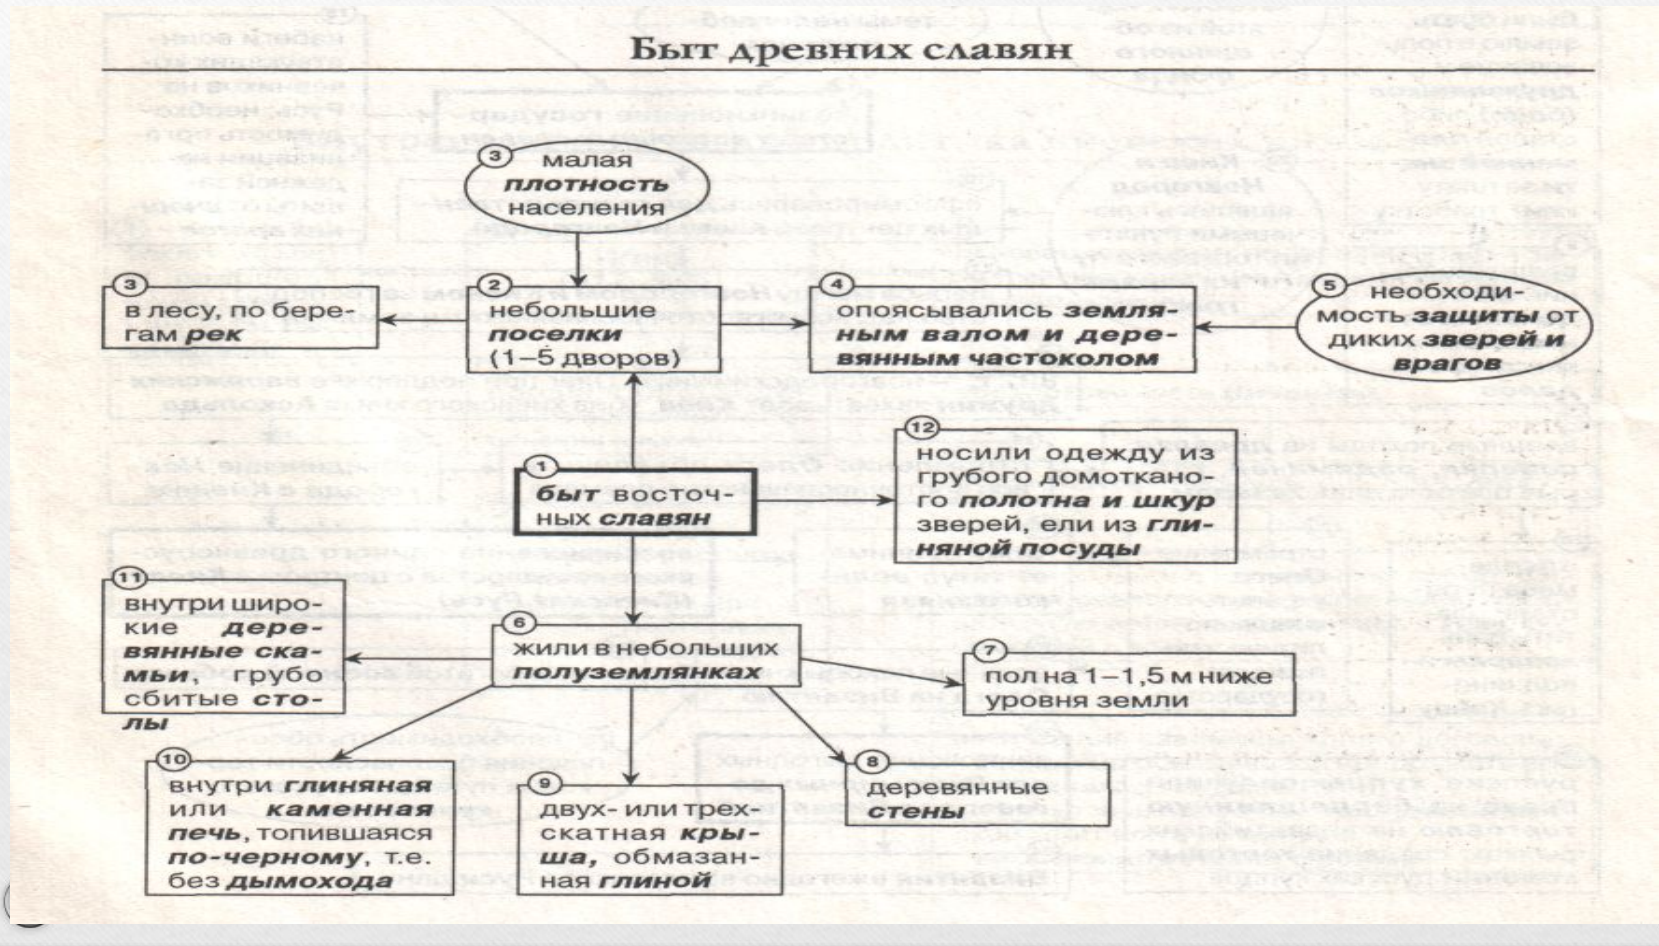 Быт древних славян
3
малая
плотность
населения
3
в лесу, по бере-
гам рек
2
небольшие
поселки
(1–5 дворов)
4
опоясывались земля-
ным валом и дере-
вянным частоколом
5
необходи-
мость защиты от
диких зверей и
врагов
1
быт восточ-
ных славян
12
носили одежду из
грубого домоткано-
го полотна и шкур
зверей, ели из гли-
няной посуды
11
внутри широ-
кие дере-
вянные ска-
мьи, грубо
сбитые сто-
лы
6
жили в небольших
полуземлянках
7
пол на 1–1,5 м ниже
уровня земли
10
внутри глиняная
или каменная
печь, топившаяся
по-черному, т.е.
без дымохода
9
двух- или трех-
скатная кры-
ша, обмазан-
ная глиной
8
деревянные
стены